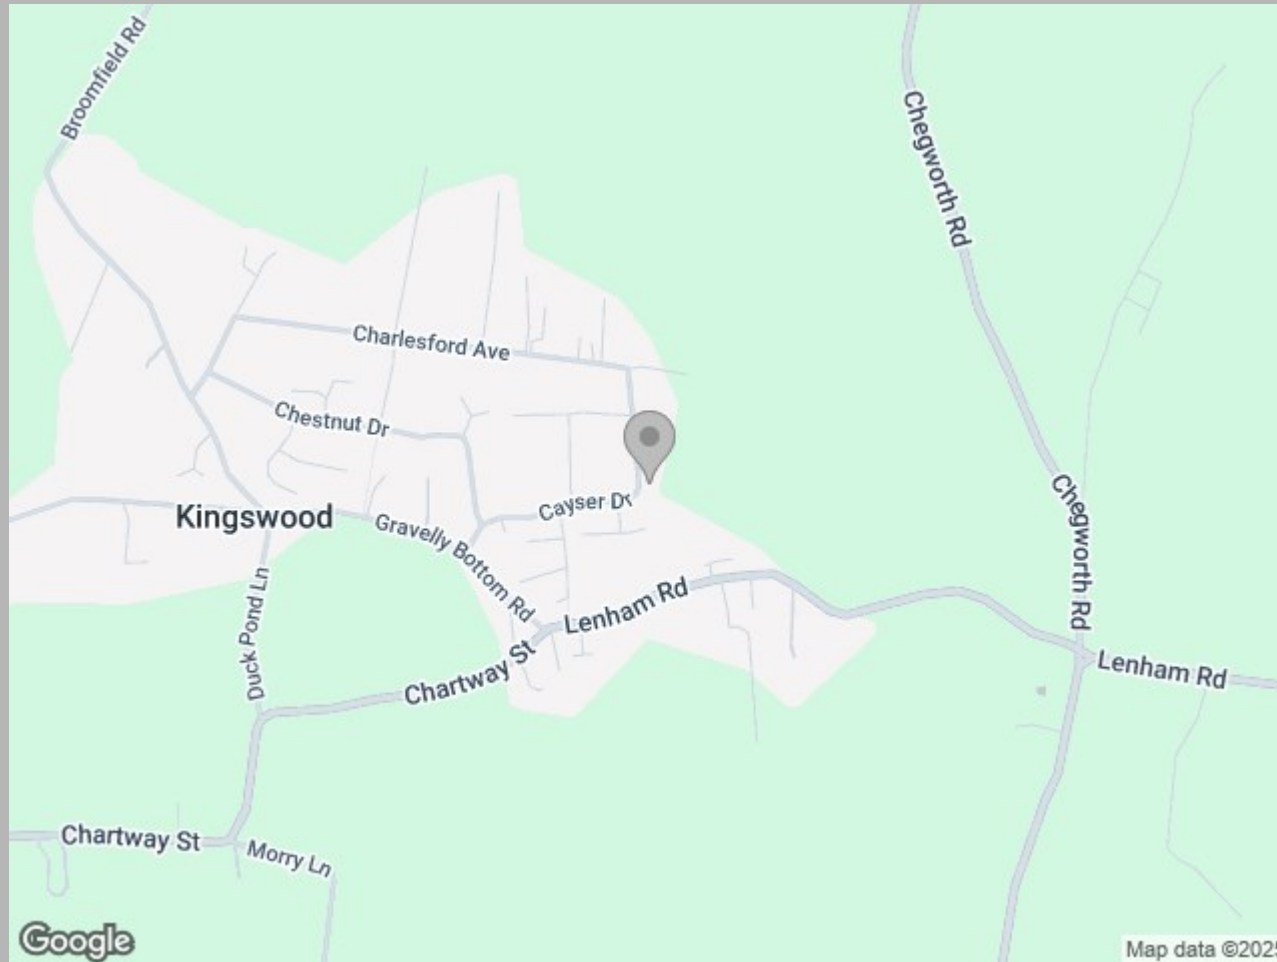 Broomfield Rd
Chegworth Rd
Charlesford Ave
Chestnut Dr
Cayser Dr
Kingswood
Gravelly Bottom Rd
Chegworth Rd
Duck Pond Ln
Lenham Rd
Chartway St
Lenham Rd
Chartway St
Morry Ln
Google
Map data ©2025